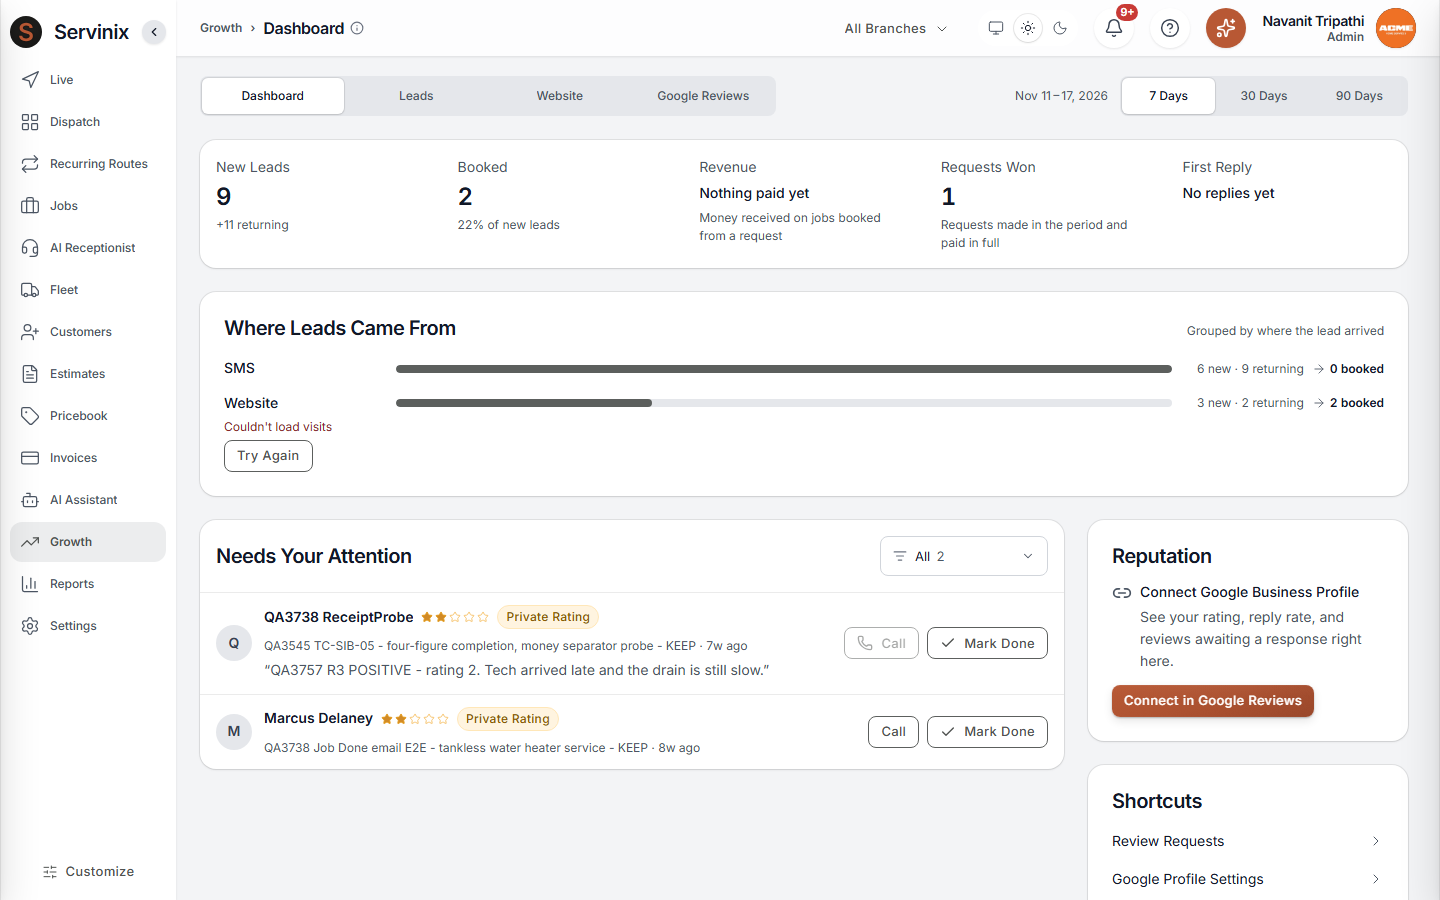 S
Servinix
Live
Dispatch
Recurring Routes
Jobs
AI Receptionist
Fleet
Customers
Estimates
Pricebook
Invoices
AI Assistant
Growth
Reports
Settings
Customize
Growth › Dashboard
All Branches
9+
Navanit Tripathi
Admin
ACME
Dashboard
Leads
Website
Google Reviews
Nov 11–17, 2026
7 Days
30 Days
90 Days
New Leads
9
+11 returning
Booked
2
22% of new leads
Revenue
Nothing paid yet
Money received on jobs booked
from a request
Requests Won
1
Requests made in the period and
paid in full
First Reply
No replies yet
Where Leads Came From
Grouped by where the lead arrived
SMS
6 new · 9 returning → 0 booked
Website
3 new · 2 returning → 2 booked
Couldn't load visits
Try Again
Needs Your Attention
All 2
Q
QA3738 ReceiptProbe
Private Rating
QA3545 TC-SIB-05 - four-figure completion, money separator probe - KEEP · 7w ago
“QA3757 R3 POSITIVE - rating 2. Tech arrived late and the drain is still slow.”
Call
Mark Done
M
Marcus Delaney
Private Rating
QA3738 Job Done email E2E - tankless water heater service - KEEP · 8w ago
Call
Mark Done
Reputation
Connect Google Business Profile
See your rating, reply rate, and
reviews awaiting a response right
here.
Connect in Google Reviews
Shortcuts
Review Requests
Google Profile Settings